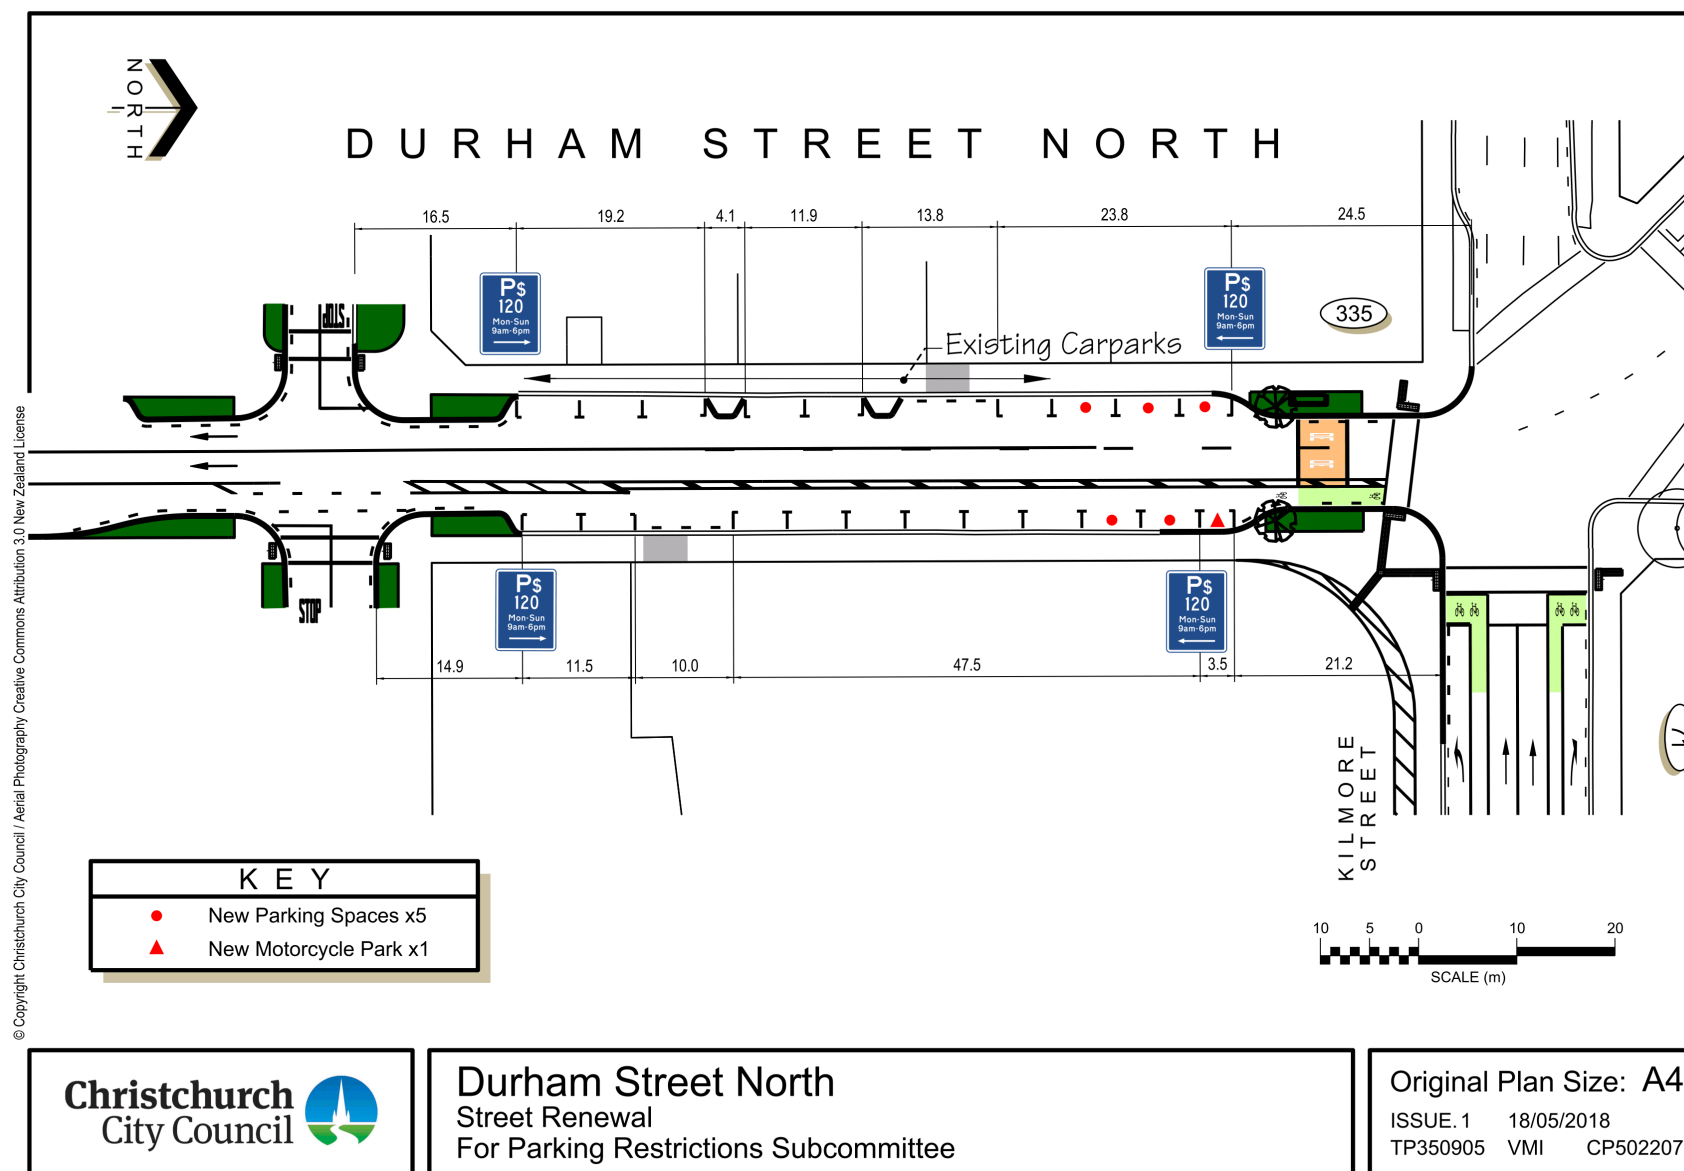 NORTH
DURHAM STREET NORTH
16.5 19.2 4.1 11.9 13.8 23.8 24.5
P$
120
Mon-Sun
9am-6pm
P$
120
Mon-Sun
9am-6pm
335
STOP
Existing Carparks
STOP
P$
120
Mon-Sun
9am-6pm
P$
120
Mon-Sun
9am-6pm
14.9 11.5 10.0 47.5 3.5 21.2
KILMORE
STREET
© Copyright Christchurch City Council / Aerial Photography Creative Commons Attribution 3.0 New Zealand License
KEY
New Parking Spaces x5
New Motorcycle Park x1
10 5 0 10 20
SCALE (m)
Christchurch
City Council
Durham Street North
Street Renewal
For Parking Restrictions Subcommittee
Original Plan Size: A4
ISSUE. 1 18/05/2018
TP350905 VMI CP502207